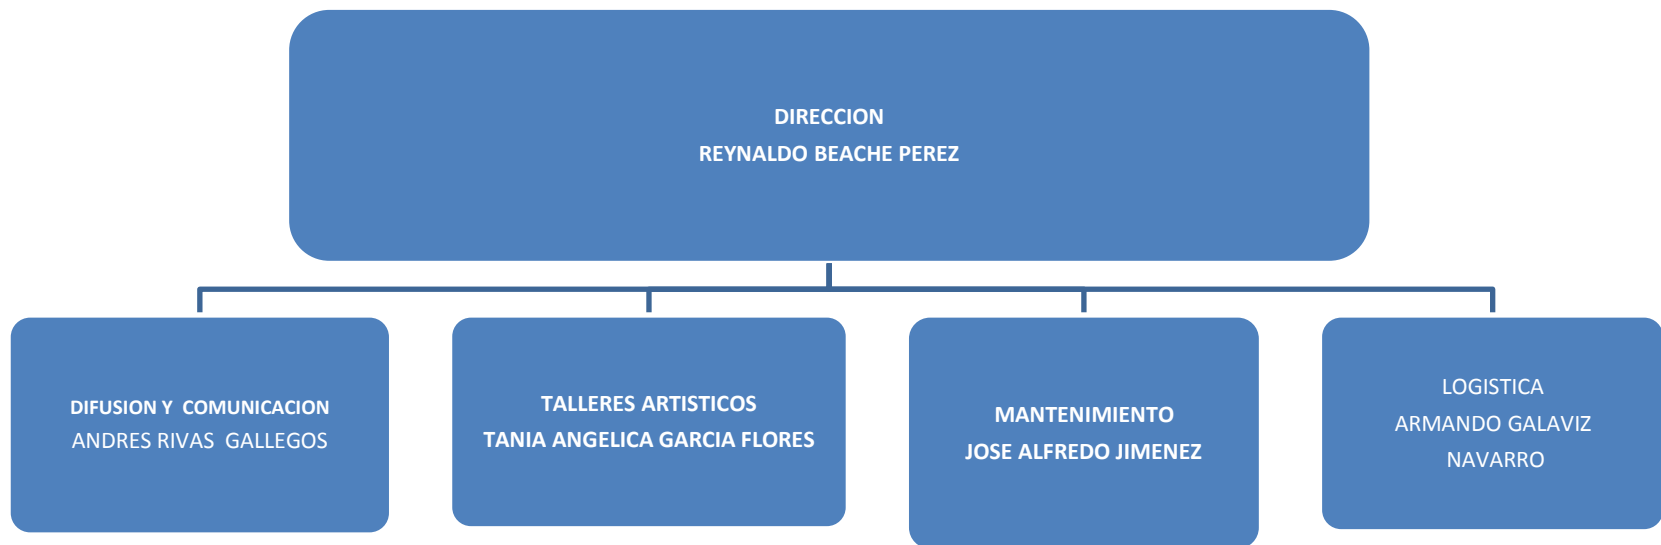 DIRECCION
REYNALDO BEACHE PEREZ
DIFUSION Y  COMUNICACION
ANDRES RIVAS  GALLEGOS
TALLERES ARTISTICOS
TANIA ANGELICA GARCIA FLORES
MANTENIMIENTO
JOSE ALFREDO JIMENEZ
LOGISTICA
ARMANDO GALAVIZ
NAVARRO